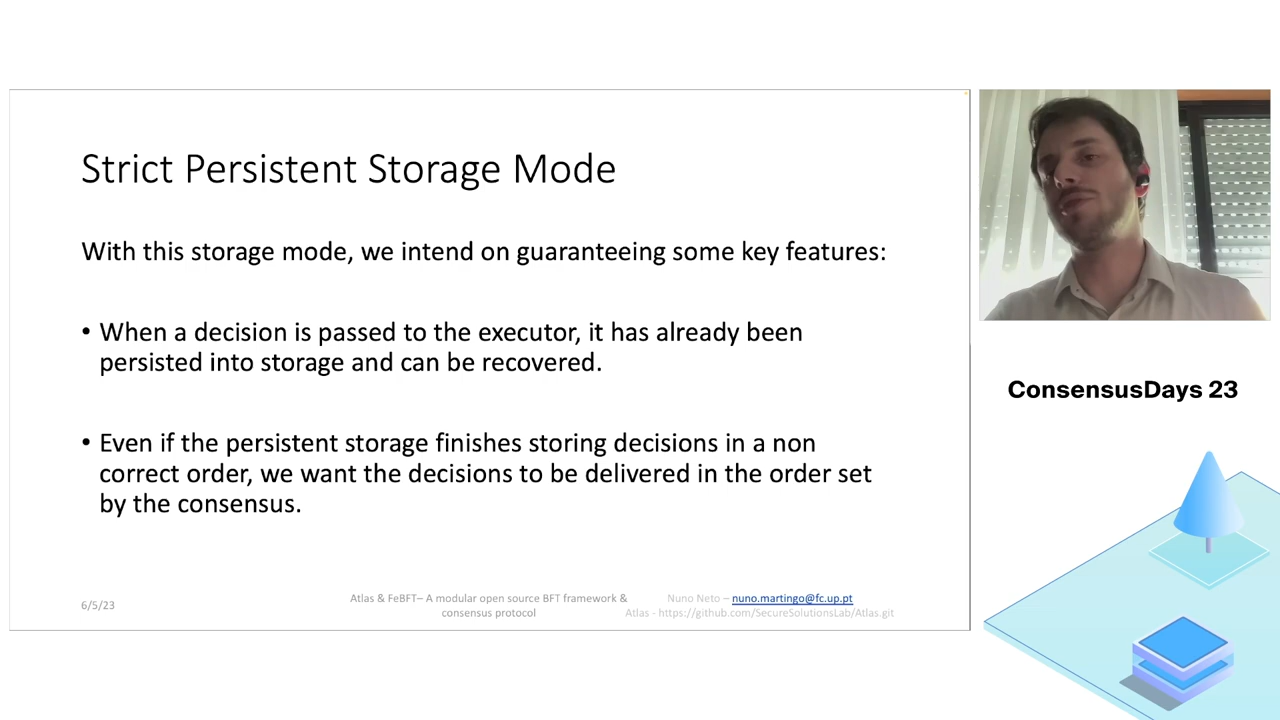 Strict Persistent Storage Mode
With this storage mode, we intend on guaranteeing some key features:
• When a decision is passed to the executor, it has already been
persisted into storage and can be recovered.
• Even if the persistent storage finishes storing decisions in a non
correct order, we want the decisions to be delivered in the order set
by the consensus.
6/5/23
Atlas & FeBFT– A modular open source BFT framework &
consensus protocol
Nuno Neto – nuno.martingo@fc.up.pt
Atlas - https://github.com/SecureSolutionsLab/Atlas.git
ConsensusDays 23